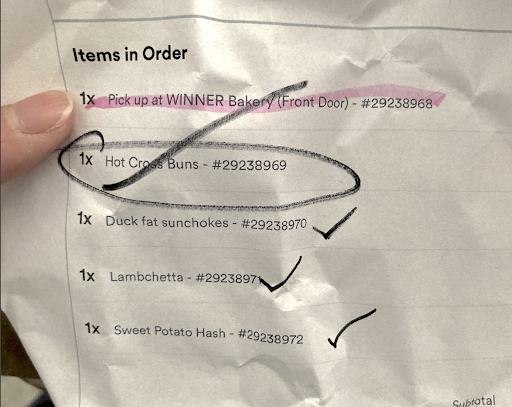 Items in Order
1x Pick up at WINNER Bakery (Front Door) - #29238968
1x Hot Cross Buns - #29238969
1x Duck fat sunchokes - #29238970
1x Lambchetta - #2923897
1x Sweet Potato Hash - #29238972
Subtotal